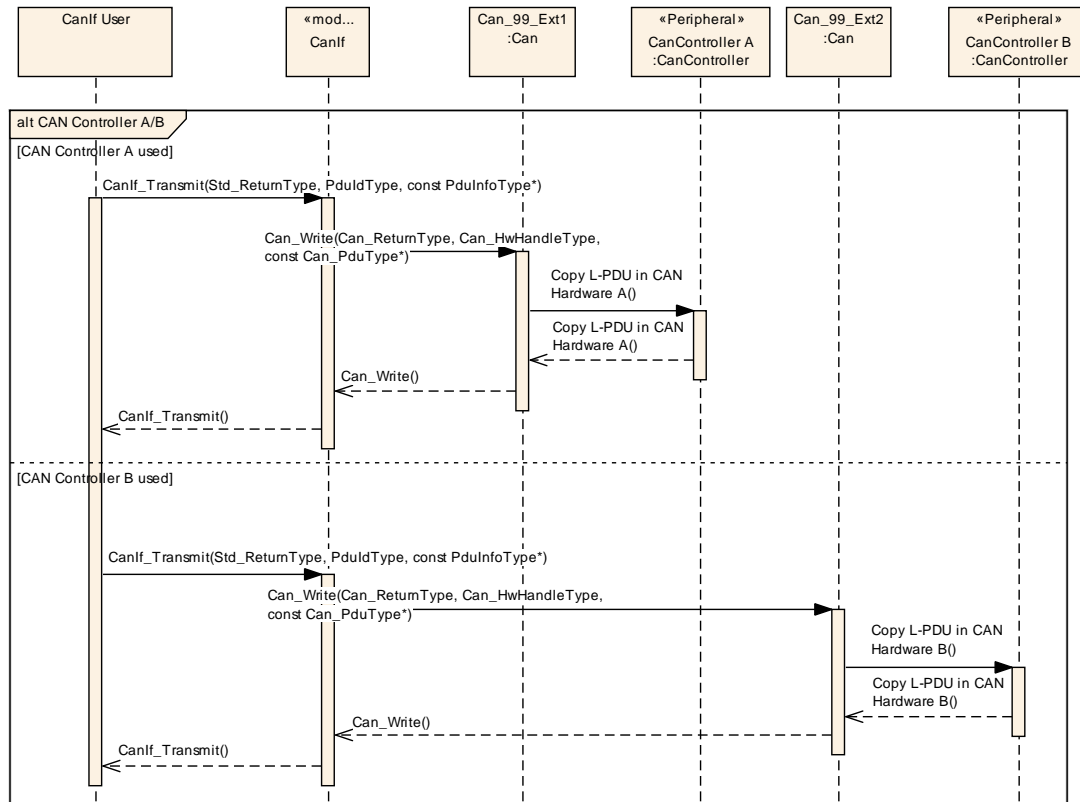 CanIf User
«mod...
CanIf
Can_99_Ext1
:Can
«Peripheral»
CanController A
:CanController
Can_99_Ext2
:Can
«Peripheral»
CanController B
:CanController
alt CAN Controller A/B
[CAN Controller A used]
CanIf_Transmit(Std_ReturnType, PduIdType, const PduInfoType*)
Can_Write(Can_ReturnType, Can_HwHandleType,
const Can_PduType*)
Copy L-PDU in CAN
Hardware A()
Copy L-PDU in CAN
Hardware A()
Can_Write()
CanIf_Transmit()
[CAN Controller B used]
CanIf_Transmit(Std_ReturnType, PduIdType, const PduInfoType*)
Can_Write(Can_ReturnType, Can_HwHandleType,
const Can_PduType*)
Copy L-PDU in CAN
Hardware B()
Copy L-PDU in CAN
Hardware B()
Can_Write()
CanIf_Transmit()